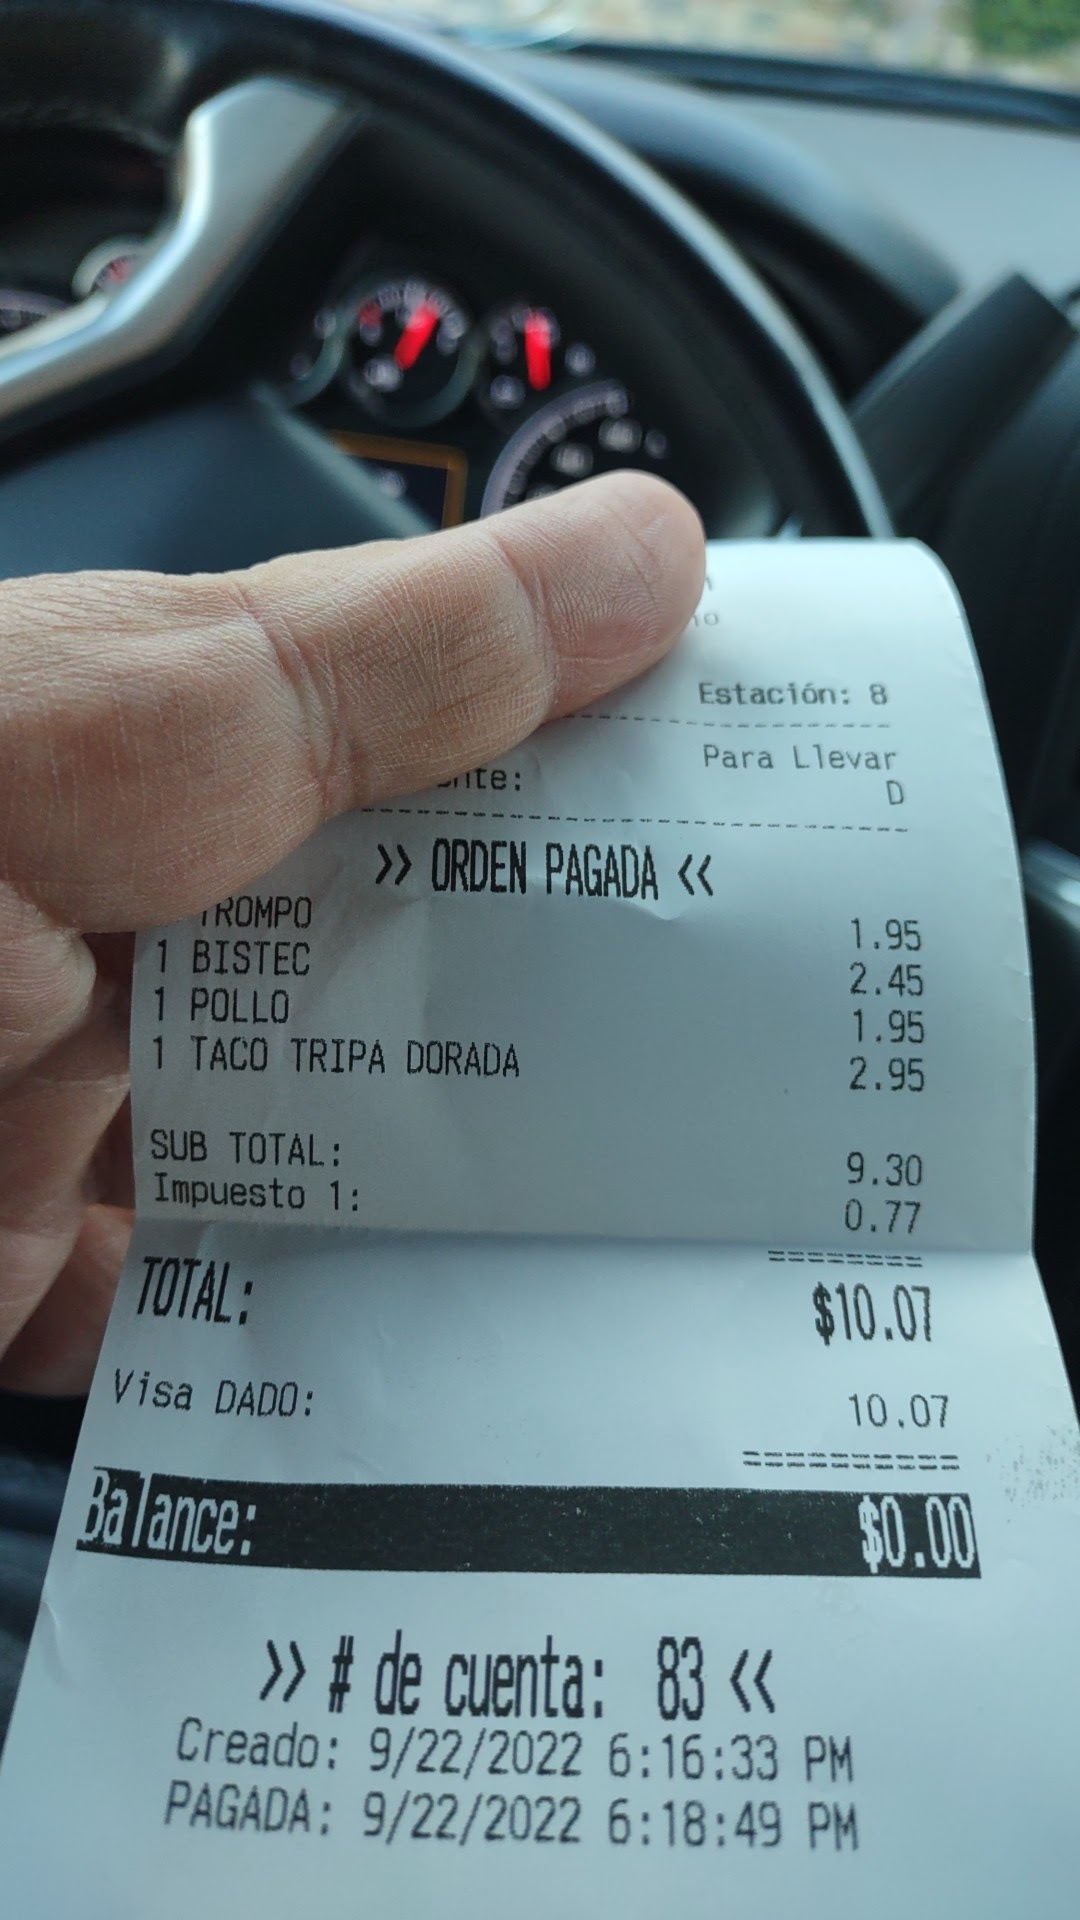 Estación: 8
Para Llevar
D
>> ORDEN PAGADA <<
TROMPO 1.95
1 BISTEC 2.45
1 POLLO 1.95
1 TACO TRIPA DORADA 2.95
SUB TOTAL: 9.30
Impuesto 1: 0.77
TOTAL: $10.07
Visa DADO: 10.07
Balance: $0.00
>> # de cuenta: 83 <<
Creado: 9/22/2022 6:16:33 PM
PAGADA: 9/22/2022 6:18:49 PM